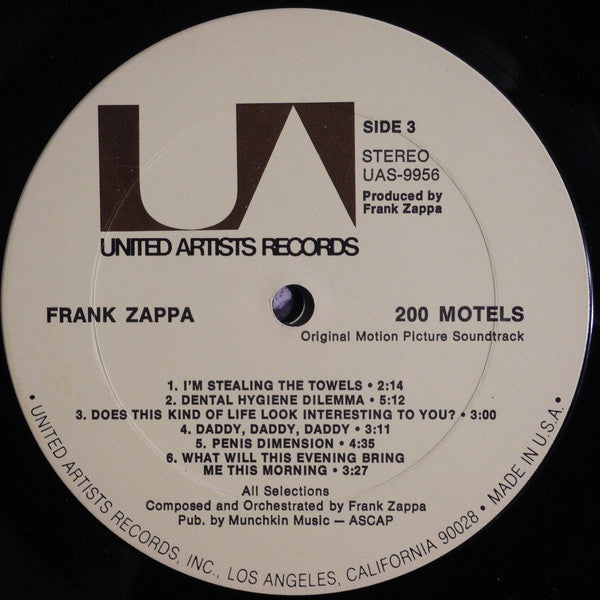 UA
SIDE 3
STEREO
UAS-9956
Produced by
Frank Zappa
UNITED ARTISTS RECORDS
FRANK ZAPPA
200 MOTELS
Original Motion Picture Soundtrack
1. I'M STEALING THE TOWELS • 2:14
2. DENTAL HYGIENE DILEMMA • 5:12
3. DOES THIS KIND OF LIFE LOOK INTERESTING TO YOU? • 3:00
4. DADDY, DADDY, DADDY • 3:11
5. PENIS DIMENSION • 4:35
6. WHAT WILL THIS EVENING BRING
ME THIS MORNING • 3:27
All Selections
Composed and Orchestrated by Frank Zappa
Pub. by Munchkin Music — ASCAP
• UNITED ARTISTS RECORDS, INC., LOS ANGELES, CALIFORNIA 90028 • MADE IN U.S.A. •